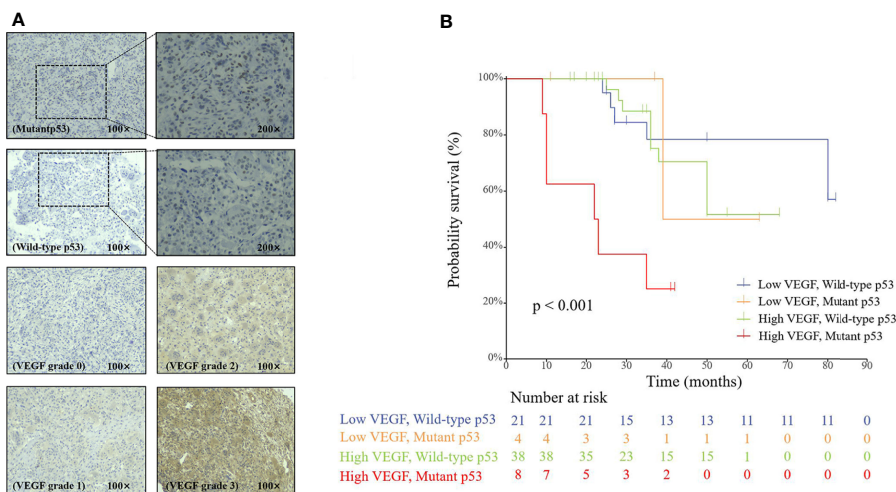 A
(Mutantp53) 100×
200×
(Wild-type p53) 100×
200×
(VEGF grade 0) 100×
(VEGF grade 2) 100×
(VEGF grade 1) 100×
(VEGF grade 3) 100×
B
Probability survival (%)
100%
80%
60%
40%
20%
0%
p < 0.001
Low VEGF, Wild-type p53
Low VEGF, Mutant p53
High VEGF, Wild-type p53
High VEGF, Mutant p53
0 10 20 30 40 50 60 70 80 90
Time (months)
Number at risk
Low VEGF, Wild-type p53 21 21 21 15 13 13 11 11 11 0
Low VEGF, Mutant p53 4 4 3 3 1 1 1 0 0 0
High VEGF, Wild-type p53 38 38 35 23 15 15 1 0 0 0
High VEGF, Mutant p53 8 7 5 3 2 0 0 0 0 0